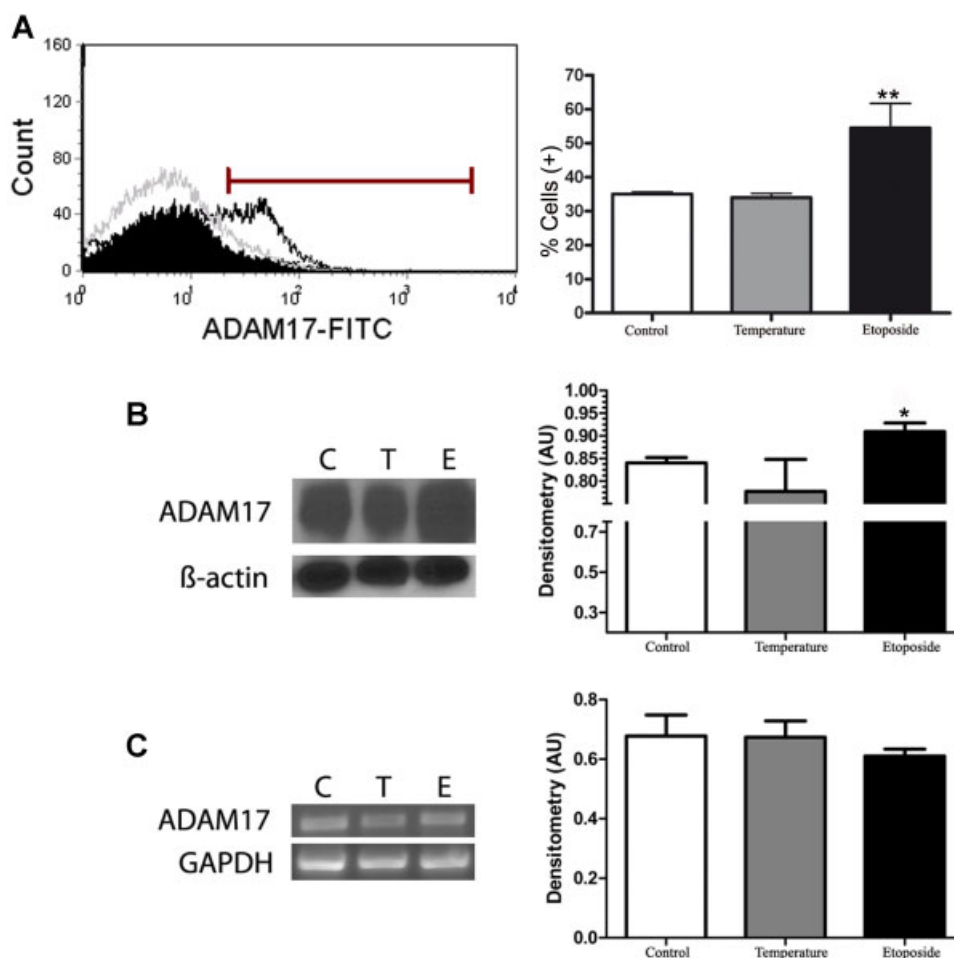 A
160
120
80
40
0
Count
10^0 10^1 10^2 10^3 10^4
ADAM17-FITC
70
60
50
40
30
20
10
0
% Cells (+)
**
Control Temperature Etoposide
B
C T E
ADAM17
ß-actin
1.00
0.95
0.90
0.85
0.80
0.7
0.5
0.3
Densitometry (AU)
*
Control Temperature Etoposide
C
C T E
ADAM17
GAPDH
0.8
0.6
0.4
0.2
0.0
Densitometry (AU)
Control Temperature Etoposide